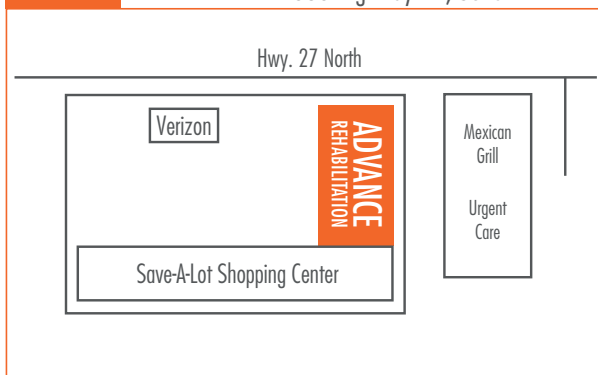 Hwy. 27 North
Verizon
ADVANCE
REHABILITATION
Mexican
Grill
Urgent
Care
Save-A-Lot Shopping Center